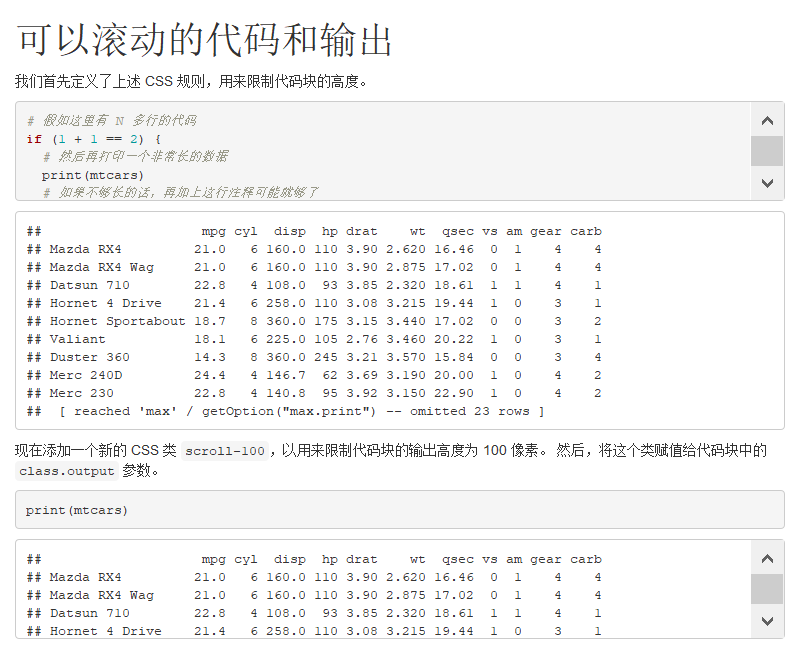 可以滚动的代码和输出
我们首先定义了上述 CSS 规则，用来限制代码块的高度。
# 假如这里有 N 多行的代码
if (1 + 1 == 2) {
  # 然后再打印一个非常长的数据
  print(mtcars)
  # 如果不够长的话，再加上这行注释可能就够了
##                    mpg cyl  disp  hp drat    wt  qsec vs am gear carb
## Mazda RX4         21.0   6 160.0 110 3.90 2.620 16.46  0  1    4    4
## Mazda RX4 Wag     21.0   6 160.0 110 3.90 2.875 17.02  0  1    4    4
## Datsun 710        22.8   4 108.0  93 3.85 2.320 18.61  1  1    4    1
## Hornet 4 Drive    21.4   6 258.0 110 3.08 3.215 19.44  1  0    3    1
## Hornet Sportabout 18.7   8 360.0 175 3.15 3.440 17.02  0  0    3    2
## Valiant           18.1   6 225.0 105 2.76 3.460 20.22  1  0    3    1
## Duster 360        14.3   8 360.0 245 3.21 3.570 15.84  0  0    3    4
## Merc 240D         24.4   4 146.7  62 3.69 3.190 20.00  1  0    4    2
## Merc 230          22.8   4 140.8  95 3.92 3.150 22.90  1  0    4    2
##  [ reached 'max' / getOption("max.print") -- omitted 23 rows ]
现在添加一个新的 CSS 类 scroll-100，以用来限制代码块的输出高度为 100 像素。 然后，将这个类赋值给代码块中的
class.output 参数。
print(mtcars)
##                    mpg cyl  disp  hp drat    wt  qsec vs am gear carb
## Mazda RX4         21.0   6 160.0 110 3.90 2.620 16.46  0  1    4    4
## Mazda RX4 Wag     21.0   6 160.0 110 3.90 2.875 17.02  0  1    4    4
## Datsun 710        22.8   4 108.0  93 3.85 2.320 18.61  1  1    4    1
## Hornet 4 Drive    21.4   6 258.0 110 3.08 3.215 19.44  1  0    3    1